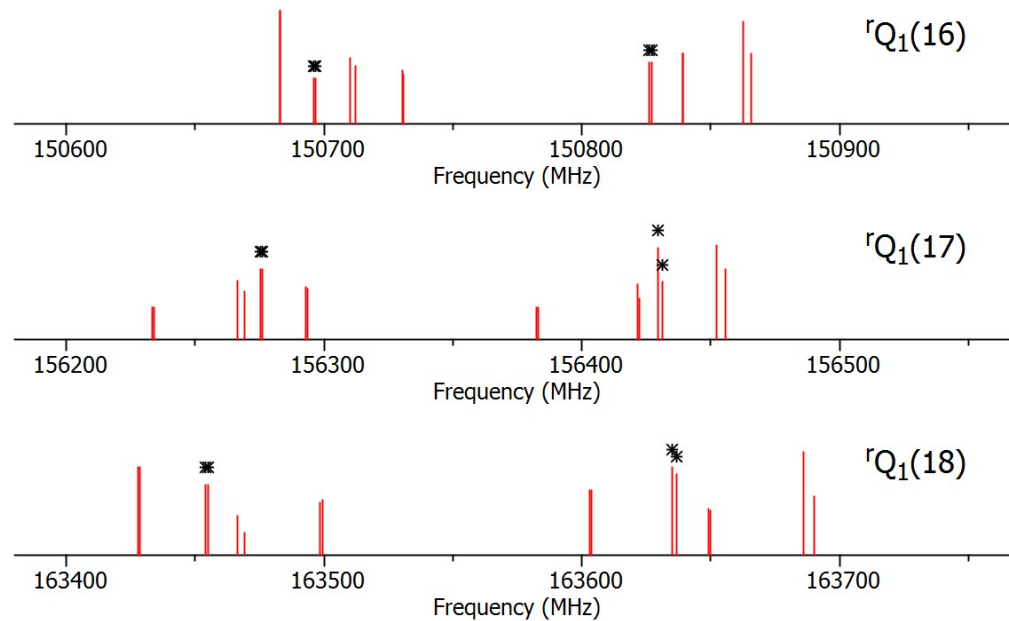 rQ1(16)
150600 150700 150800 150900
Frequency (MHz)
rQ1(17)
156200 156300 156400 156500
Frequency (MHz)
rQ1(18)
163400 163500 163600 163700
Frequency (MHz)